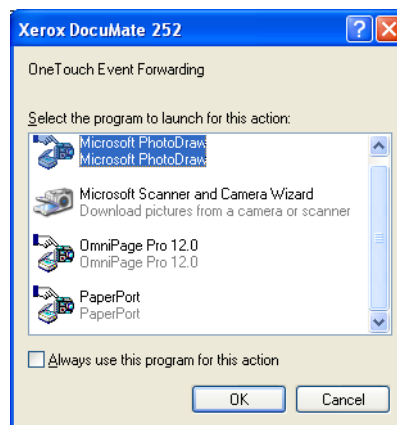 Xerox DocuMate 252
OneTouch Event Forwarding
Select the program to launch for this action:
Microsoft PhotoDraw
Microsoft PhotoDraw
Microsoft Scanner and Camera Wizard
Download pictures from a camera or scanner
OmniPage Pro 12.0
OmniPage Pro 12.0
PaperPort
PaperPort
Always use this program for this action
OK Cancel